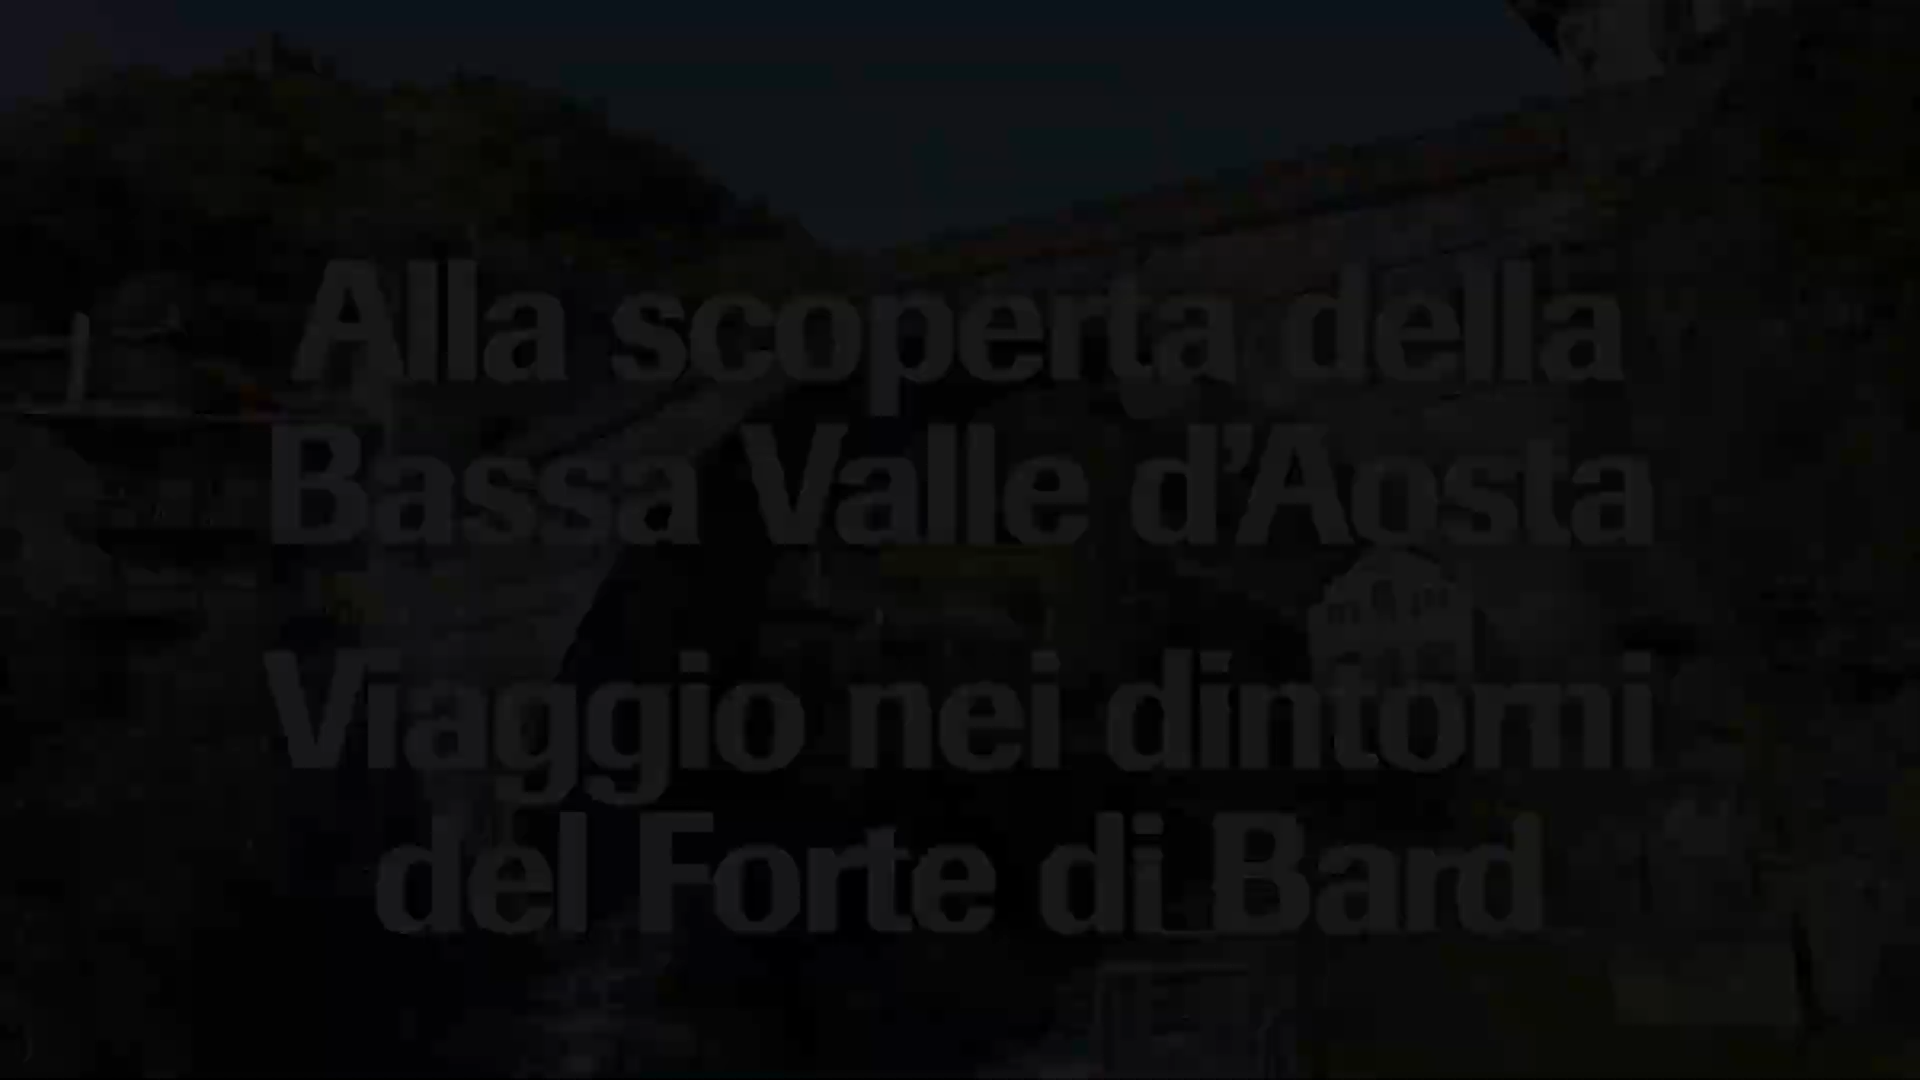 Alla scoperta della
Bassa Valle d’Aosta
Viaggio nei dintorni
del Forte di Bard